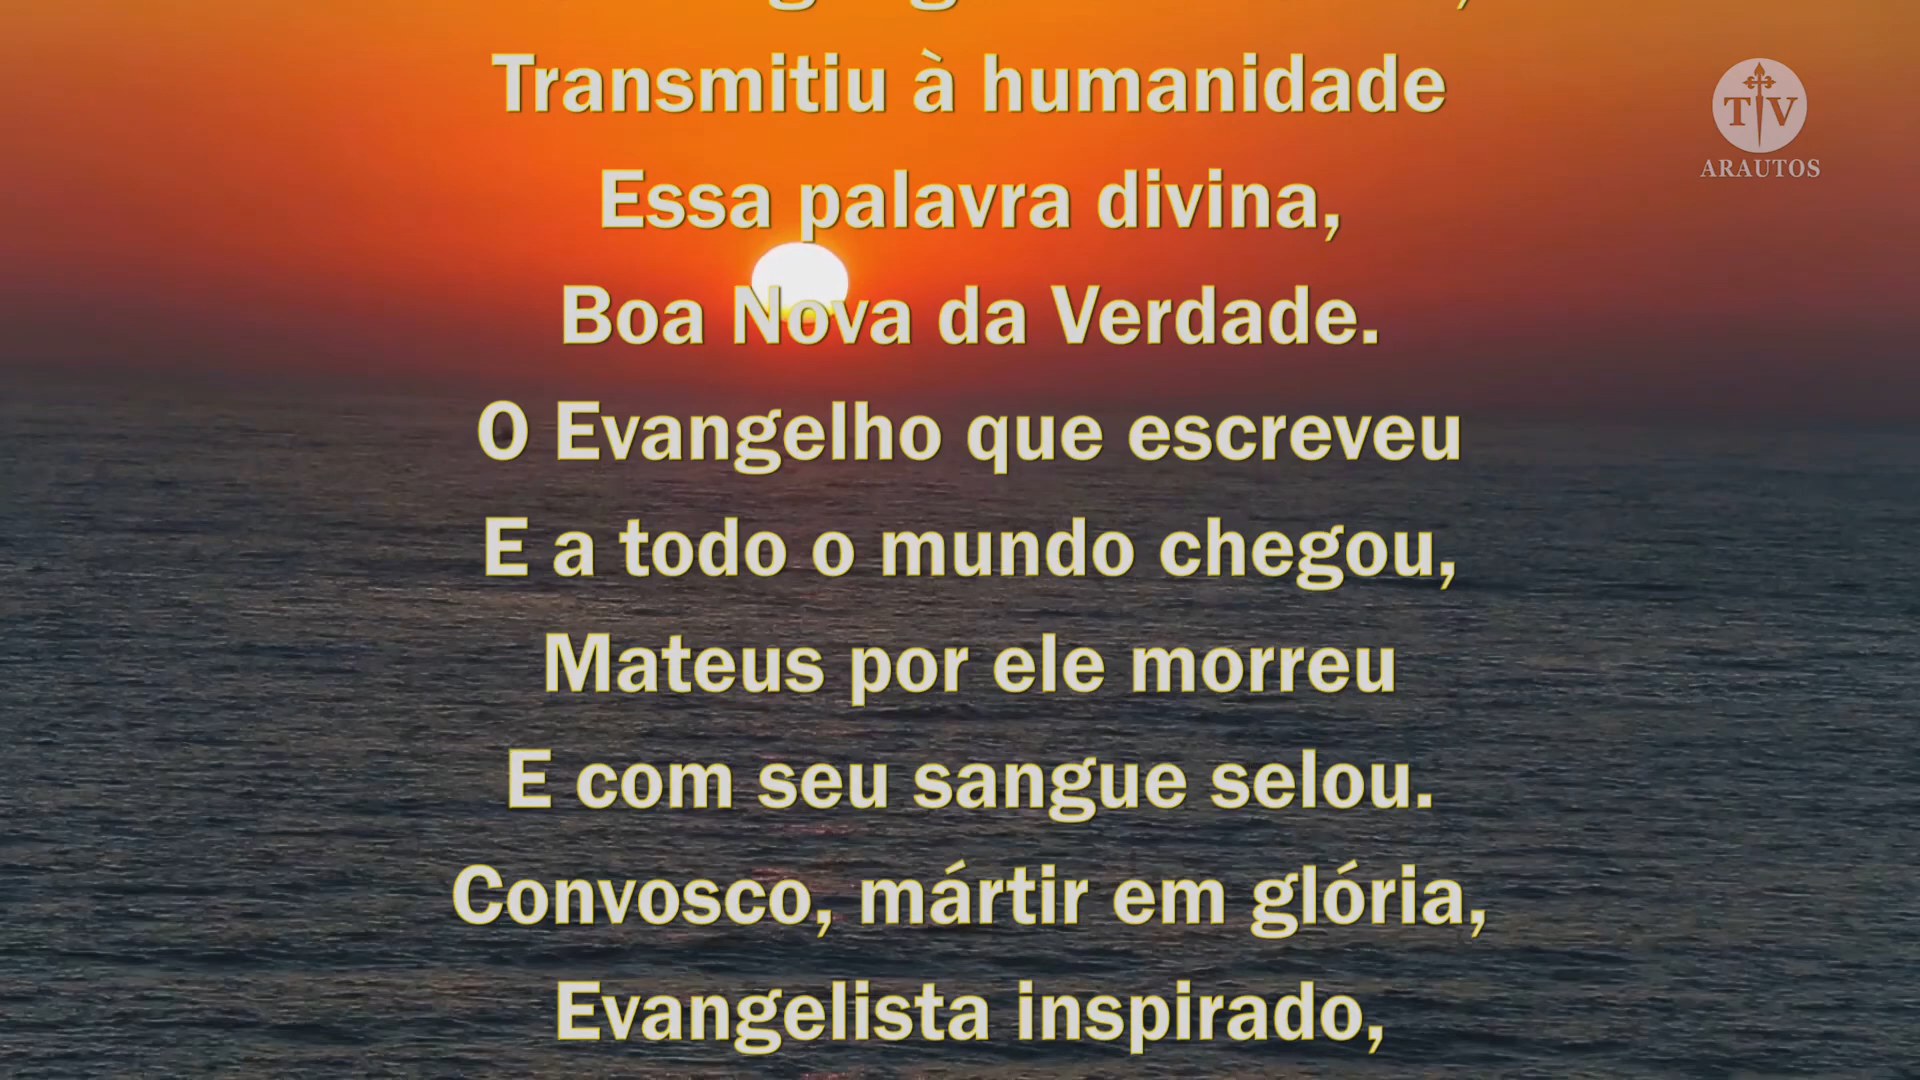 Transmitiu à humanidade
Essa palavra divina,
Boa Nova da Verdade.
O Evangelho que escreveu
E a todo o mundo chegou,
Mateus por ele morreu
E com seu sangue selou.
Convosco, mártir em glória,
Evangelista inspirado,
TV
ARAUTOS